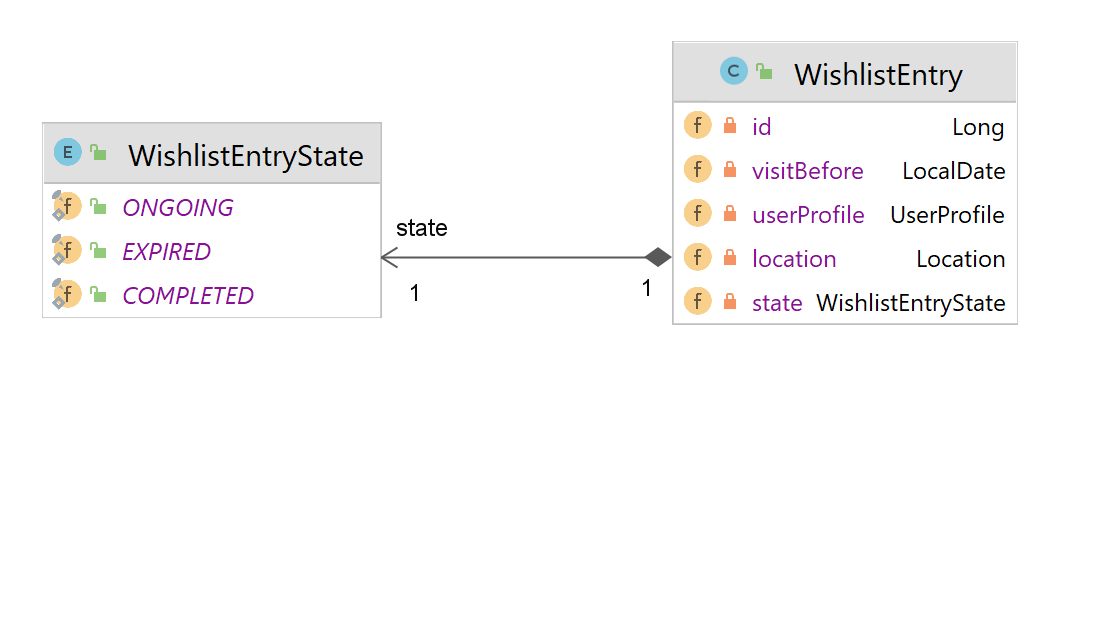 E WishlistEntryState
f ONGOING
f EXPIRED
f COMPLETED
state
1
1
C WishlistEntry
f id Long
f visitBefore LocalDate
f userProfile UserProfile
f location Location
f state WishlistEntryState